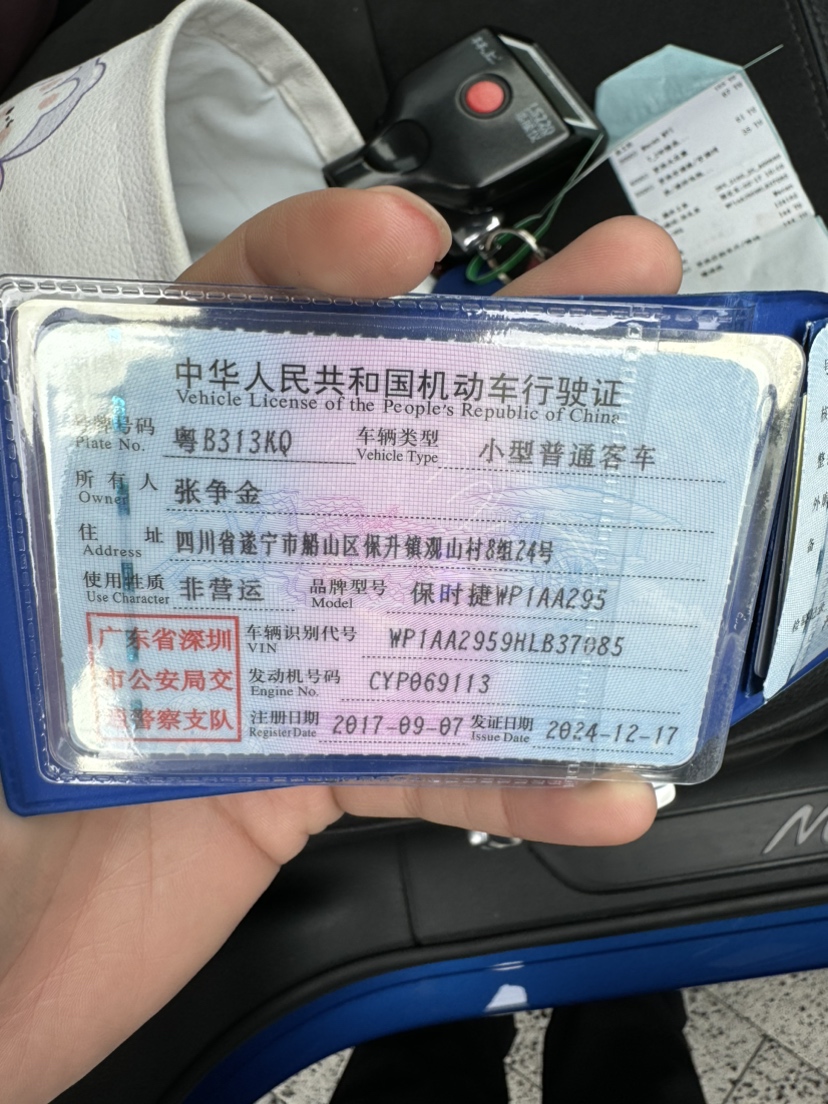 中华人民共和国机动车行驶证
Vehicle License of the People's Republic of China
号牌号码 粤B313KQ 车辆类型 小型普通客车
Plate No. Vehicle Type
所有人 张争金
Owner
住址 四川省遂宁市船山区保升镇观山村8组24号
Address
使用性质 非营运 品牌型号 保时捷WP1AA295
Use Character Model
广东省深圳
市公安局交
通警察支队
车辆识别代号 WP1AA2959HLB37085
VIN
发动机号码 CYP069113
Engine No.
注册日期 2017-09-07 发证日期 2024-12-17
Register Date Issue Date